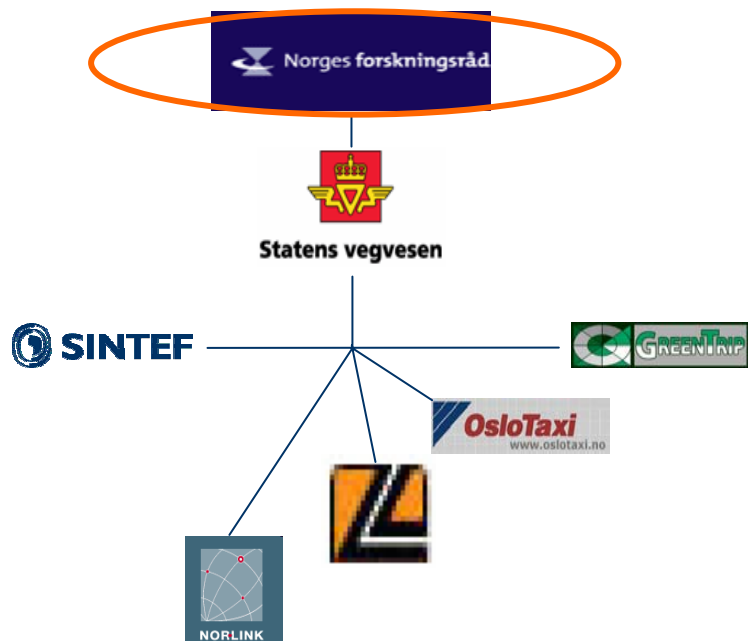 Norges forskningsråd
Statens vegvesen
SINTEF
GREENTRIP
OsloTaxi
www.oslotaxi.no
NORLINK